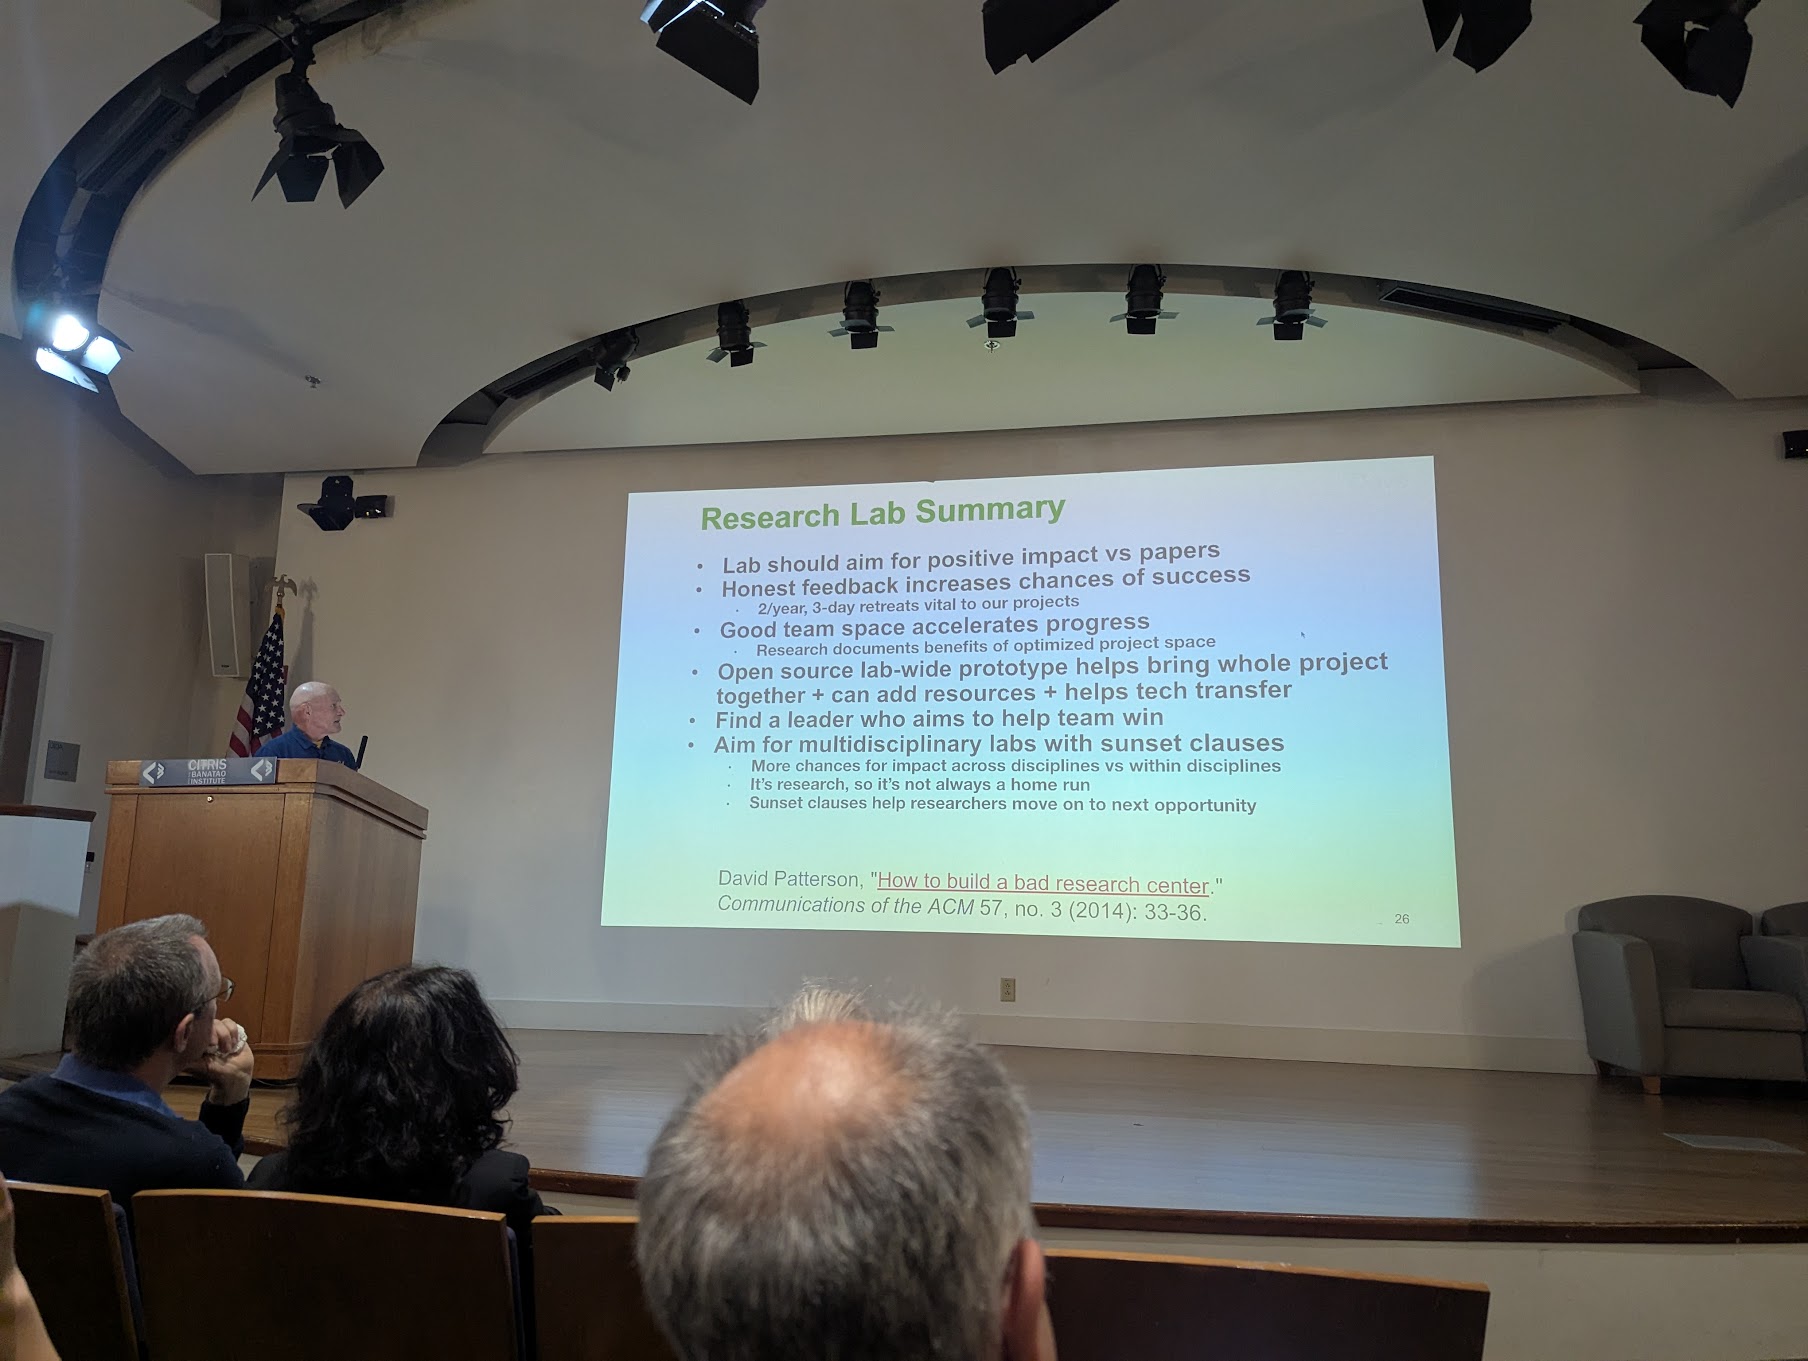 Research Lab Summary
• Lab should aim for positive impact vs papers
• Honest feedback increases chances of success
· 2/year, 3-day retreats vital to our projects
• Good team space accelerates progress
· Research documents benefits of optimized project space
• Open source lab-wide prototype helps bring whole project
together + can add resources + helps tech transfer
• Find a leader who aims to help team win
• Aim for multidisciplinary labs with sunset clauses
· More chances for impact across disciplines vs within disciplines
· It's research, so it's not always a home run
· Sunset clauses help researchers move on to next opportunity
David Patterson, "How to build a bad research center."
Communications of the ACM 57, no. 3 (2014): 33-36.
26
CITRIS
BANATAO
INSTITUTE